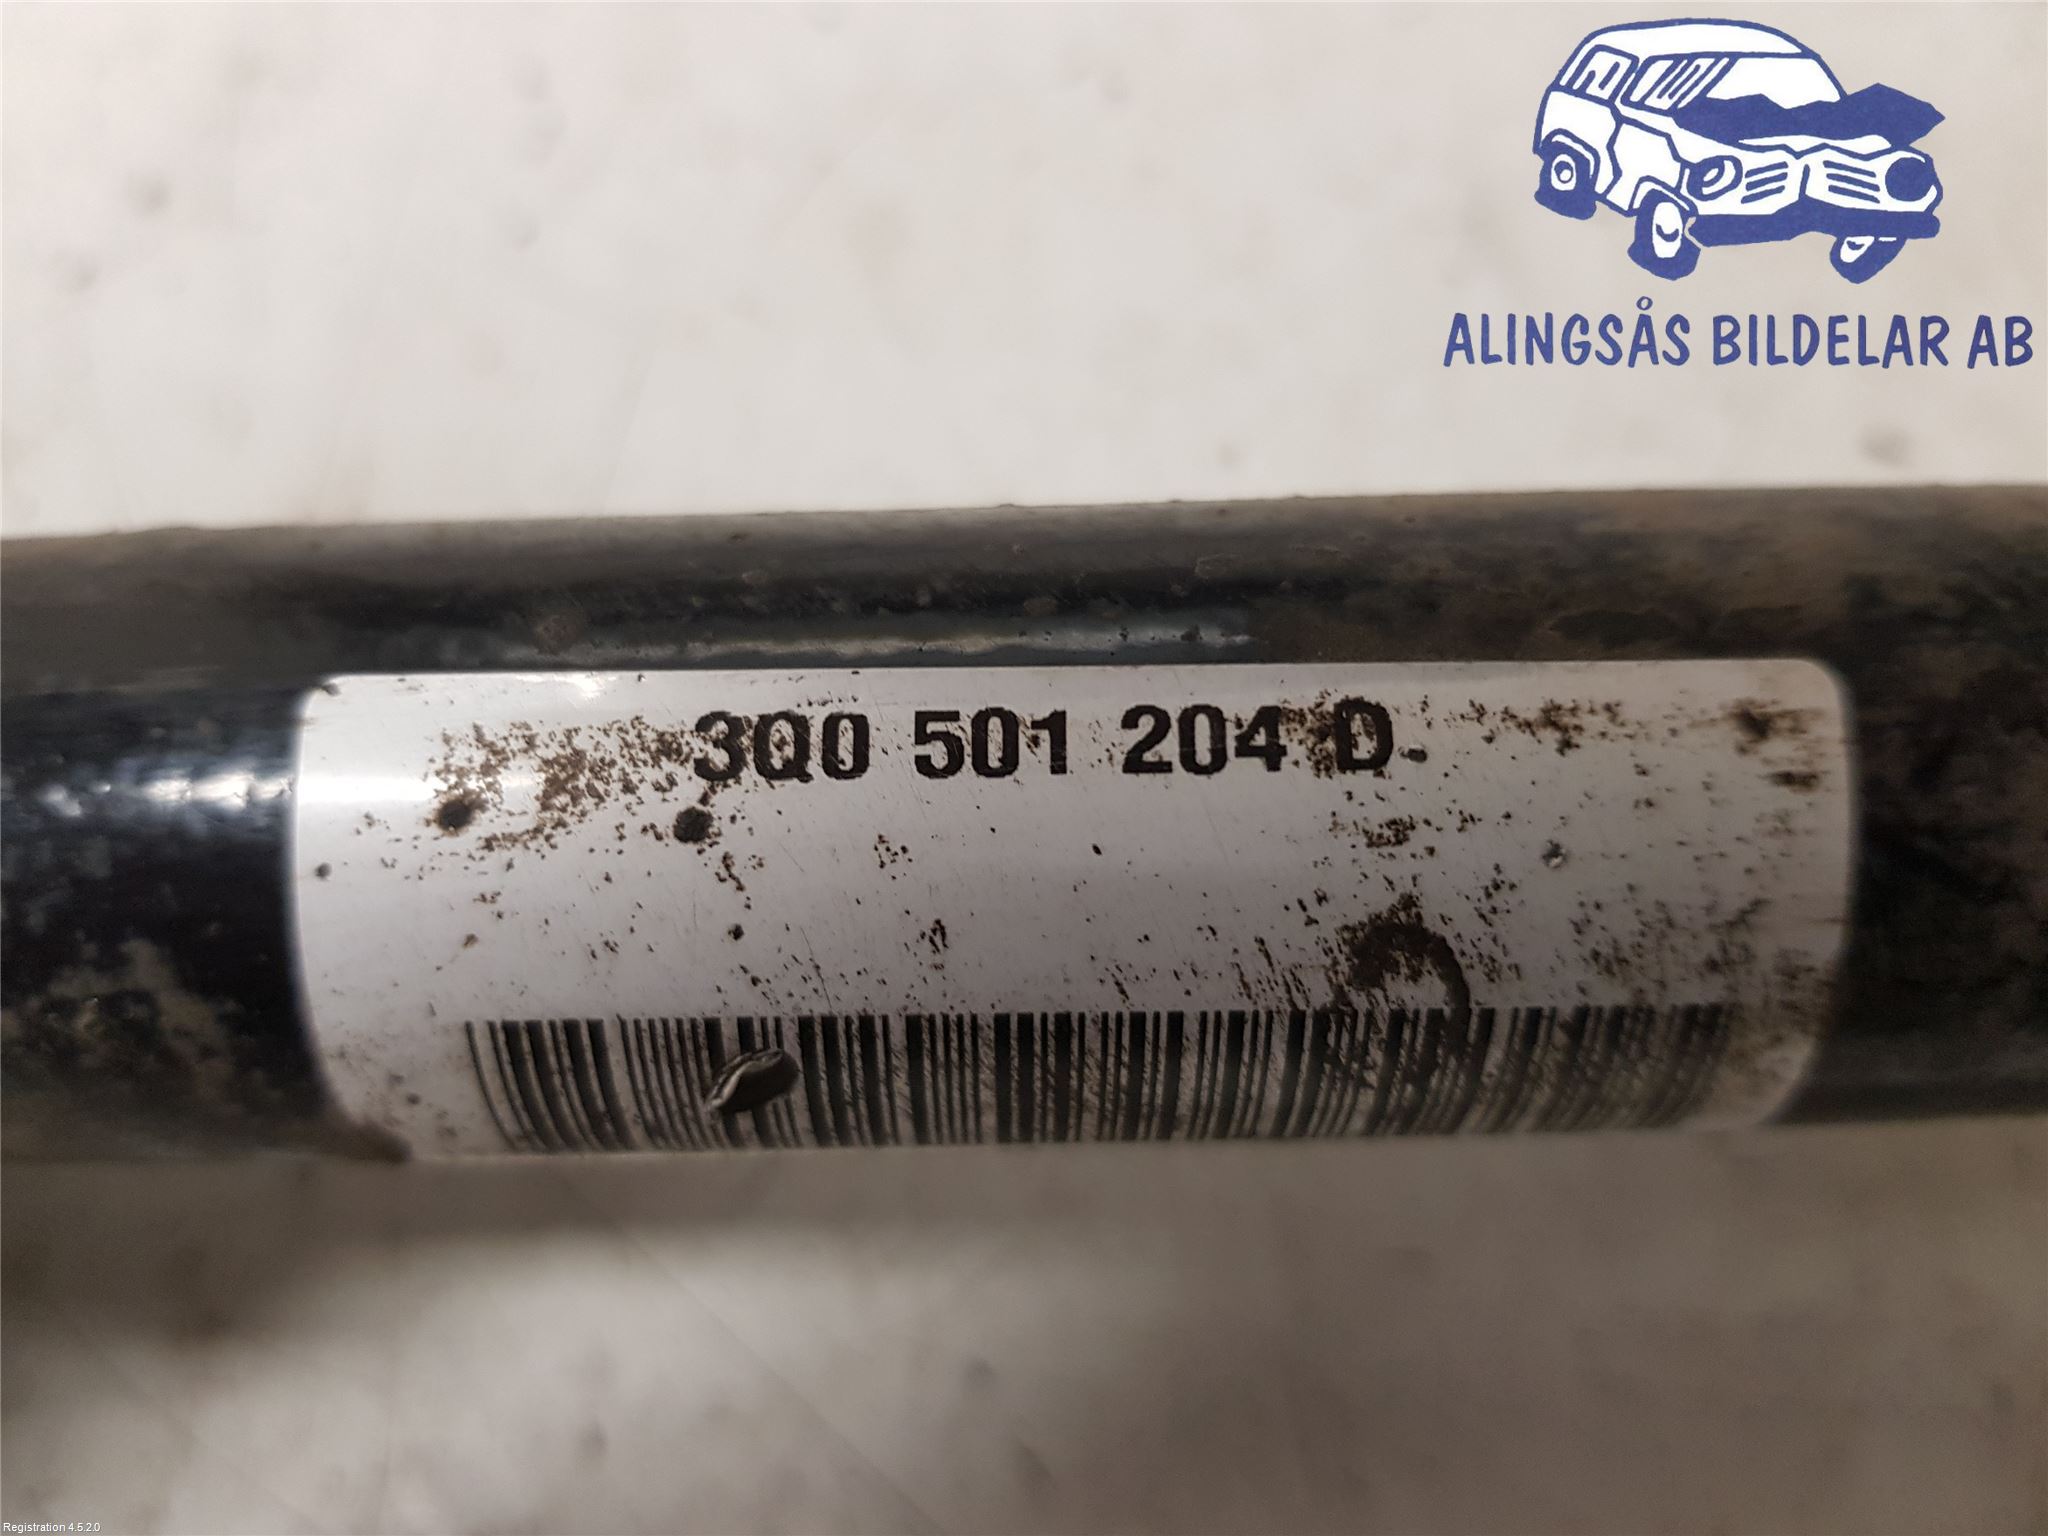 ALINGSÅS BILDELAR AB
3Q0 501 204 D
Registration 4.5.2.0